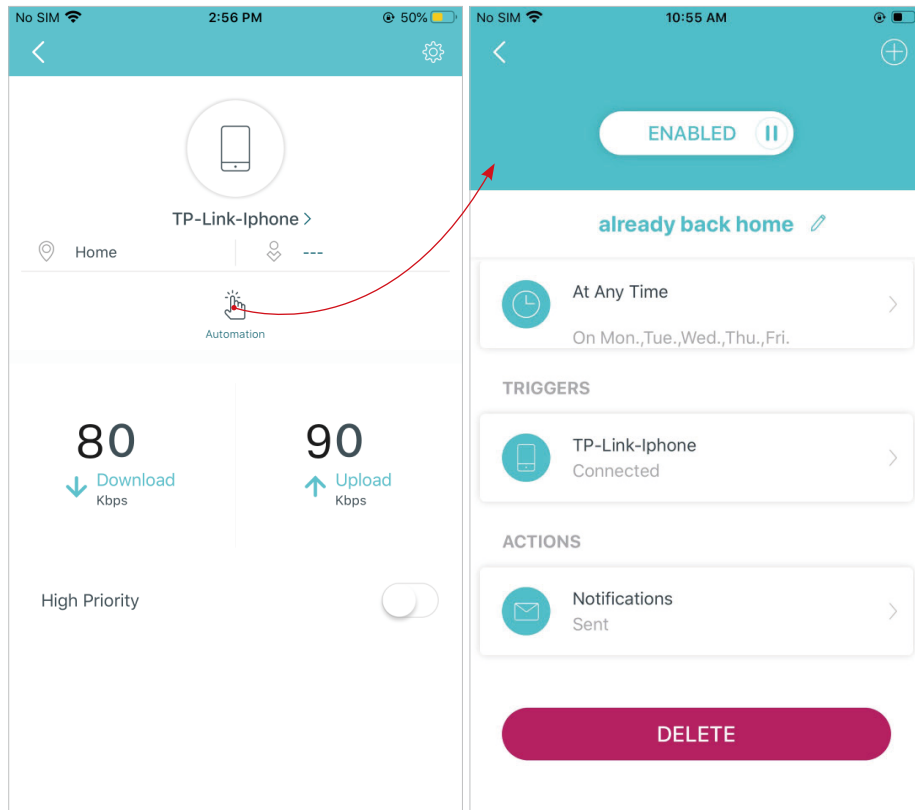 No SIM 2:56 PM 50%
TP-Link-Iphone >
Home ---
Automation
80 90
Download Upload
Kbps Kbps
High Priority
No SIM 10:55 AM
ENABLED
already back home
At Any Time
On Mon.,Tue.,Wed.,Thu.,Fri.
TRIGGERS
TP-Link-Iphone
Connected
ACTIONS
Notifications
Sent
DELETE